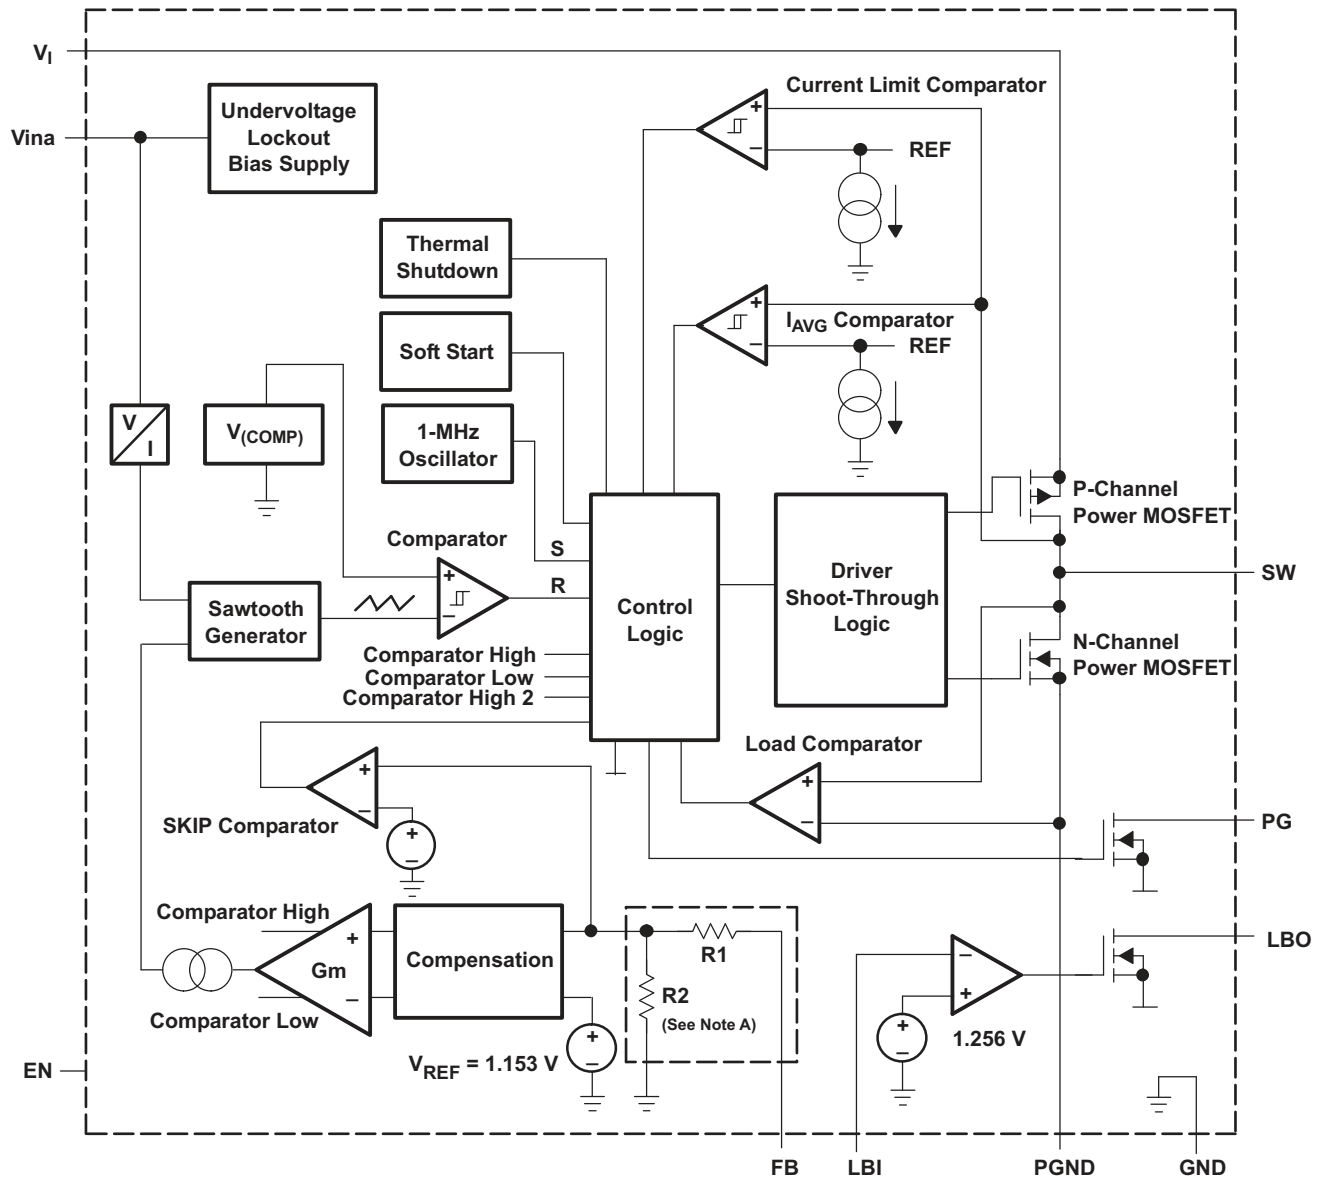 V_I
Current Limit Comparator
Undervoltage
Lockout
Bias Supply
Vina
+
−
REF
Thermal
Shutdown
+
I_AVG Comparator
−
REF
Soft Start
V
I
V(COMP)
1-MHz
Oscillator
P-Channel
Power MOSFET
Comparator
S
+
−
R
Sawtooth
Generator
Control
Logic
Driver
Shoot-Through
Logic
SW
N-Channel
Power MOSFET
Comparator High
Comparator Low
Comparator High 2
Load Comparator
+
−
+
−
SKIP Comparator
+
−
PG
Comparator High
+
Gm
−
Comparator Low
Compensation
R1
R2
(See Note A)
V_REF = 1.153 V
+
−
−
+
+
−
1.256 V
LBO
EN
FB
LBI
PGND
GND